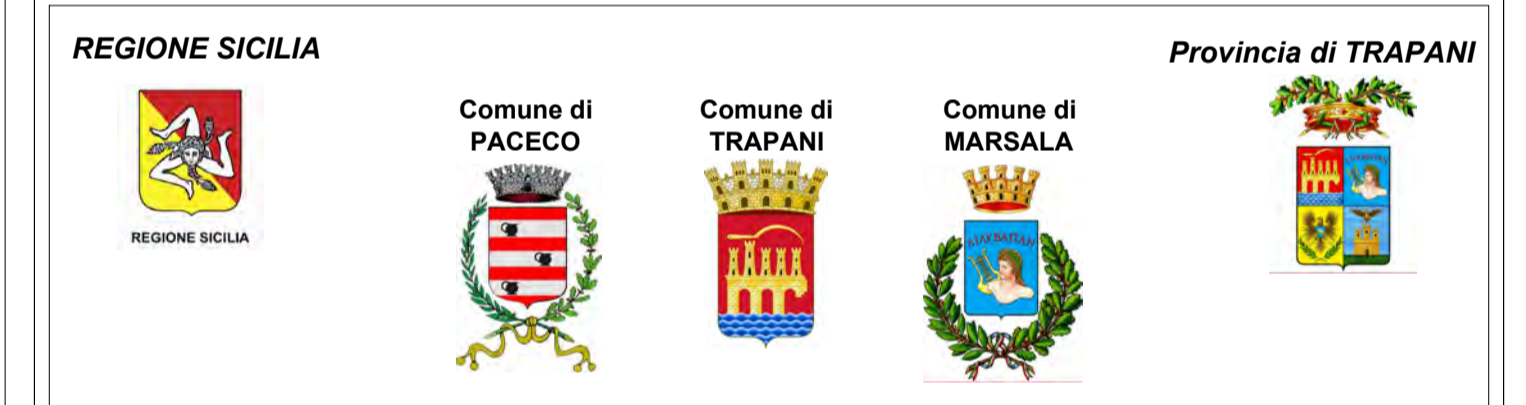 REGIONE SICILIA
Provincia di TRAPANI
Comune di
PACECO
Comune di
TRAPANI
Comune di
MARSALA
REGIONE SICILIA